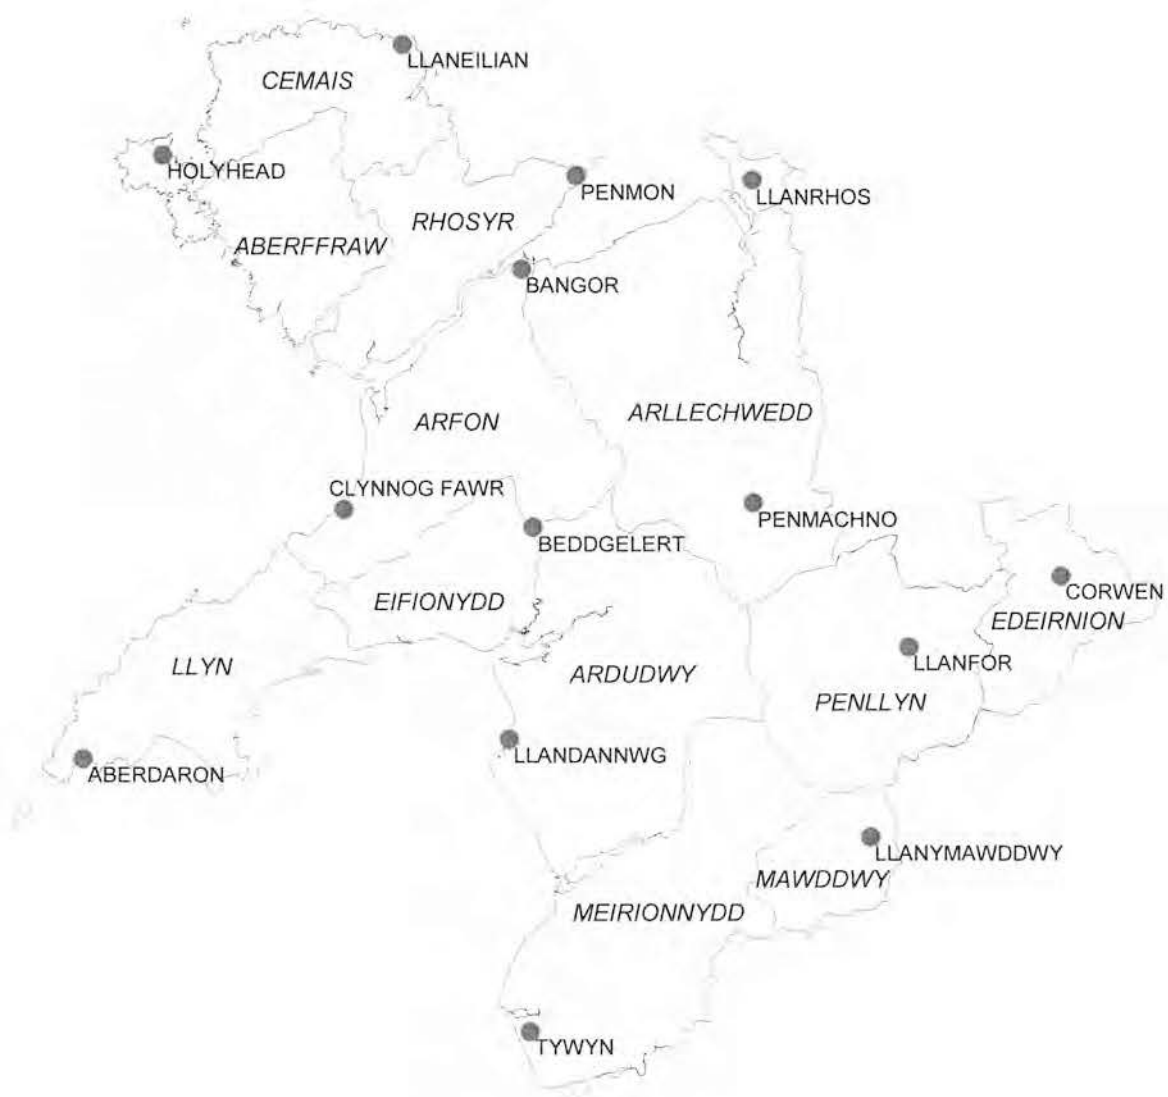 LLANEILIAN
CEMAIS
HOLYHEAD
PENMON
LLANRHOS
RHOSYR
ABERFFRAW
BANGOR
ARLLECHWEDD
ARFON
CLYNNOG FAWR
PENMACHNO
BEDDGELERT
CORWEN
EIFIONYDD
EDEIRNION
LLANFOR
LLYN
ARDUDWY
PENLLYN
LLANDANNWG
ABERDARON
LLANYMAWDDWY
MAWDDWY
MEIRIONNYDD
TYWYN